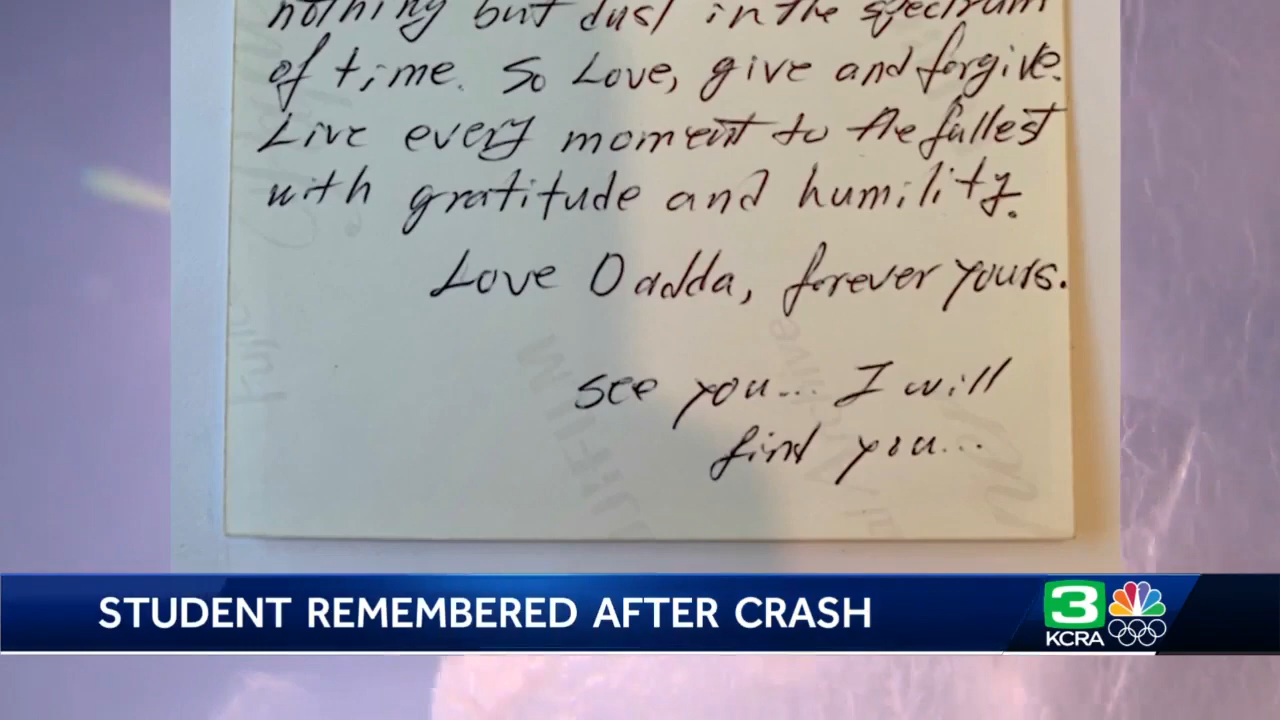 nothing but dust in the spectrum
of time. So Love, give and forgive.
Live every moment to the fullest
with gratitude and humility.
Love Dadda, forever yours.
see you... I will
find you...
STUDENT REMEMBERED AFTER CRASH
3
KCRA